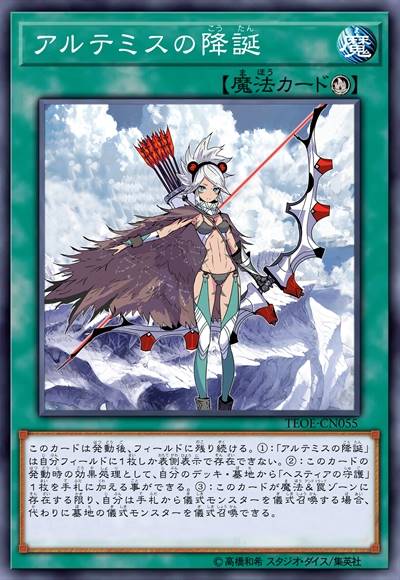 アルテミスの降誕
こうたん
魔
【魔法カード】
まほう
TEOE-CN055
このカードは発動後、フィールドに残り続ける。①：「アルテミスの降誕」
は自分フィールドに1枚しか表側表示で存在できない。②：このカードの
発動時の効果処理として、自分のデッキ・墓地から「ヘスティアの守護」
1枚を手札に加える事ができる。③：このカードが魔法＆罠ゾーンに
存在する限り、自分は手札から儀式モンスターを儀式召喚する場合、
代わりに墓地の儀式モンスターを儀式召喚できる。
©高橋和希 スタジオ・ダイス/集英社